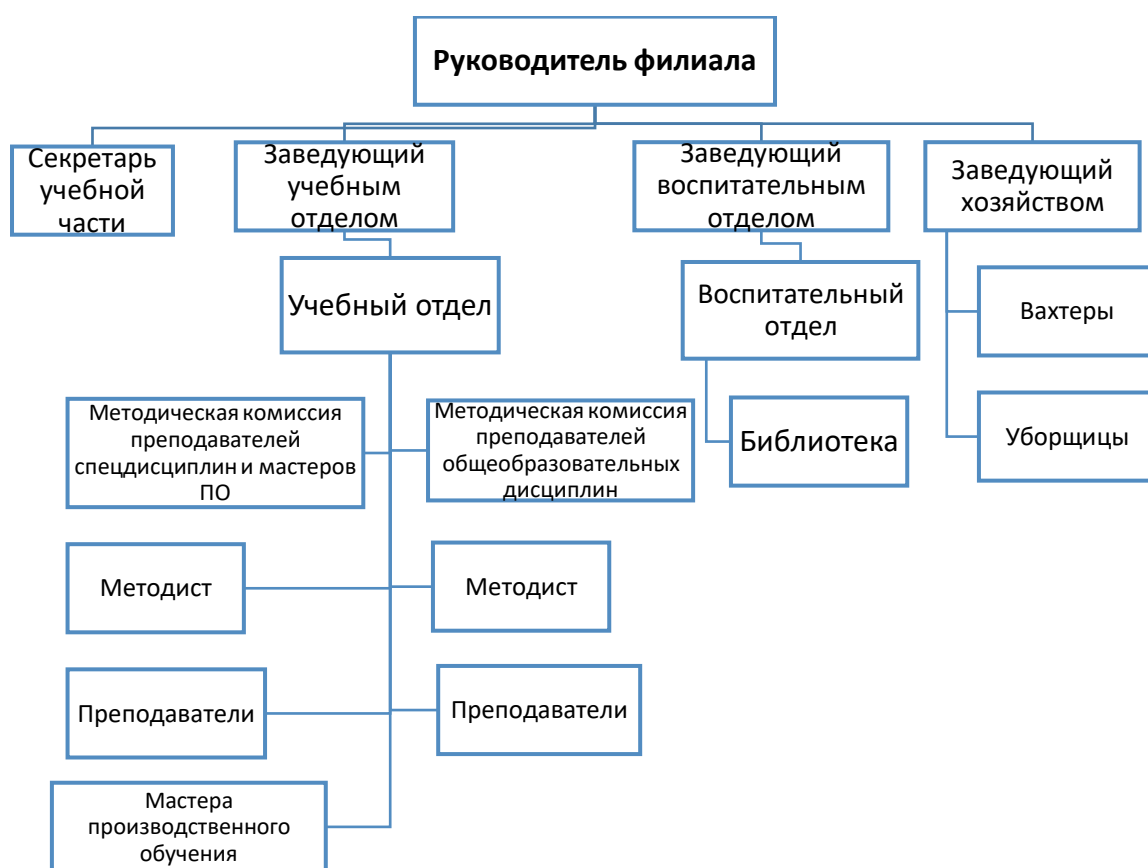 Руководитель филиала
Секретарь
учебной
части
Заведующий
учебным
отделом
Заведующий
воспитательным
отделом
Заведующий
хозяйством
Учебный отдел
Воспитательный
отдел
Вахтеры
Методическая комиссия
преподавателей
спецдисциплин и мастеров
ПО
Методическая комиссия
преподавателей
общеобразовательных
дисциплин
Библиотека
Уборщицы
Методист
Методист
Преподаватели
Преподаватели
Мастера
производственного
обучения